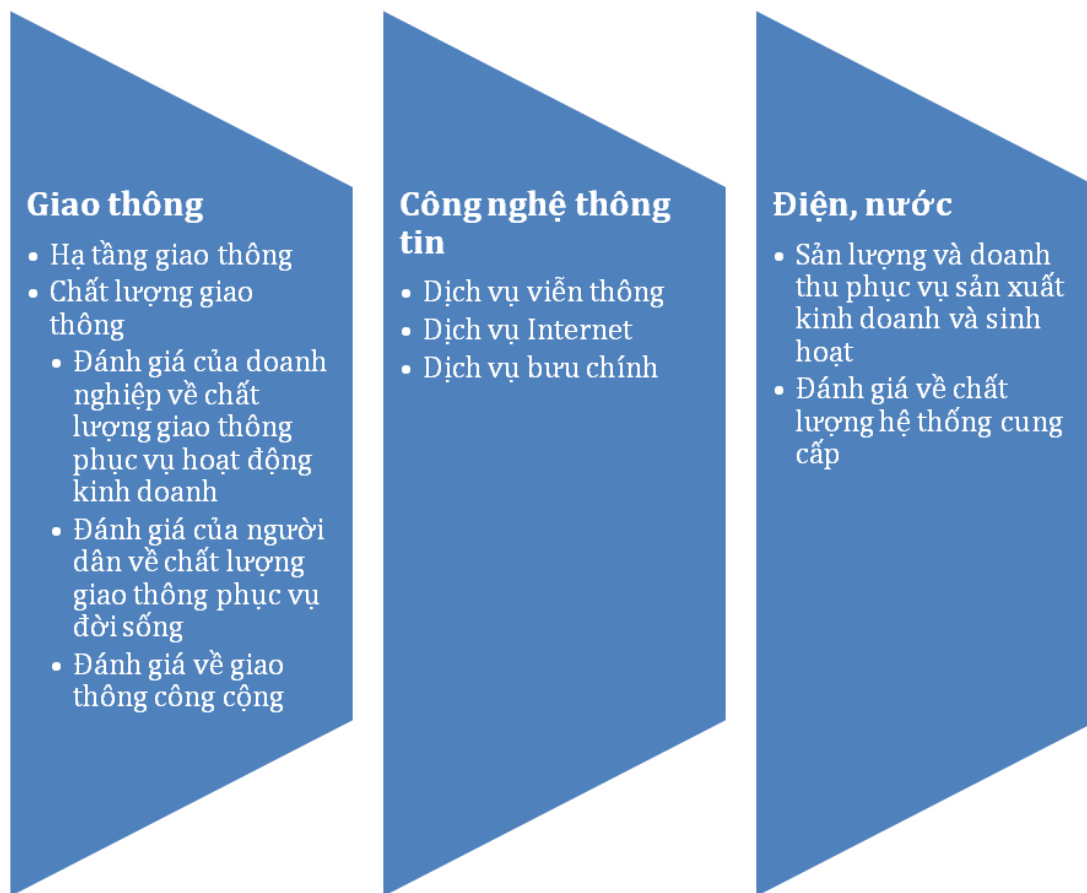 Giao thông
• Hạ tầng giao thông
• Chất lượng giao
thông
• Đánh giá của doanh
nghiệp về chất
lượng giao thông
phục vụ hoạt động
kinh doanh
• Đánh giá của người
dân về chất lượng
giao thông phục vụ
đời sống
• Đánh giá về giao
thông công cộng
Công nghệ thông
tin
• Dịch vụ viễn thông
• Dịch vụ Internet
• Dịch vụ bưu chính
Điện, nước
• Sản lượng và doanh
thu phục vụ sản xuất
kinh doanh và sinh
hoạt
• Đánh giá về chất
lượng hệ thống cung
cấp